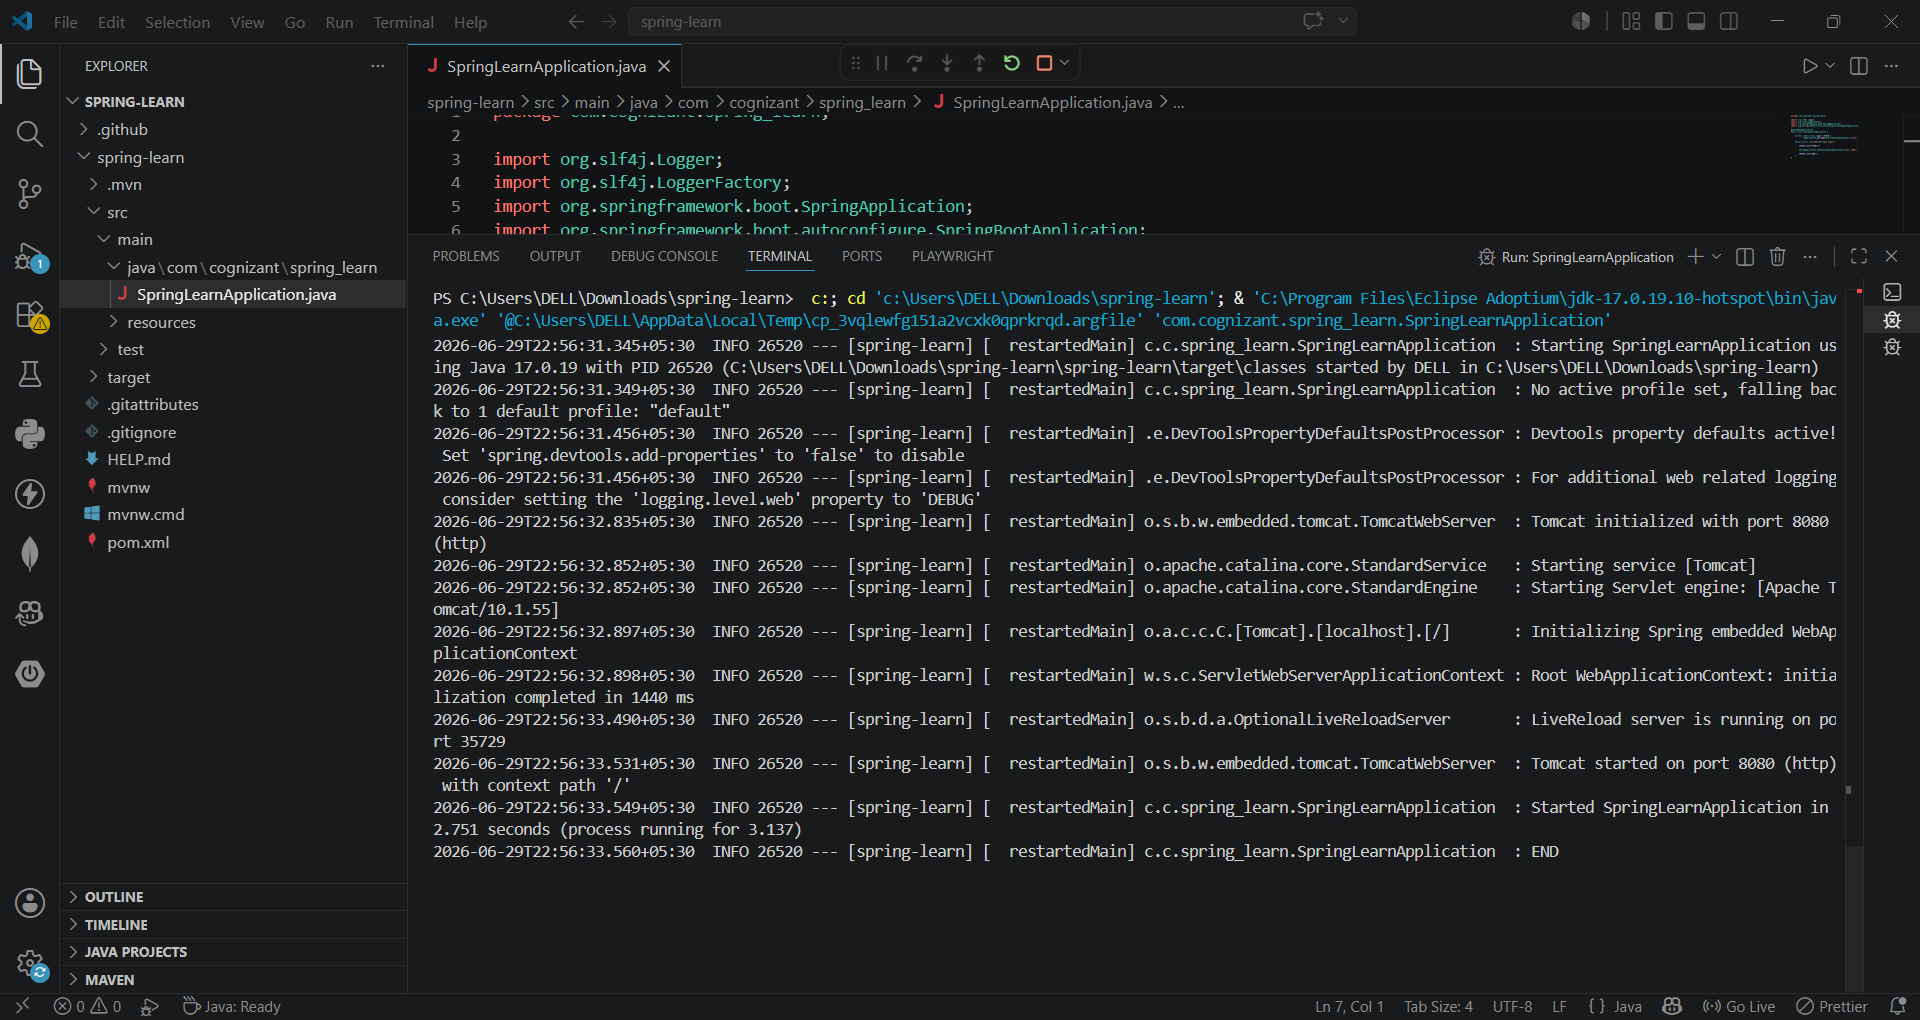 File Edit Selection View Go Run Terminal Help
spring-learn
EXPLORER
SPRING-LEARN
.github
spring-learn
.mvn
src
main
java\com\cognizant\spring_learn
SpringLearnApplication.java
resources
test
target
.gitattributes
.gitignore
HELP.md
mvnw
mvnw.cmd
pom.xml
OUTLINE
TIMELINE
JAVA PROJECTS
MAVEN
SpringLearnApplication.java
spring-learn > src > main > java > com > cognizant > spring_learn > SpringLearnApplication.java > ...
1 package com.cognizant.spring_learn;
2
3 import org.slf4j.Logger;
4 import org.slf4j.LoggerFactory;
5 import org.springframework.boot.SpringApplication;
6 import org.springframework.boot.autoconfigure.SpringBootApplication;
PROBLEMS OUTPUT DEBUG CONSOLE TERMINAL PORTS PLAYWRIGHT
Run: SpringLearnApplication
PS C:\Users\DELL\Downloads\spring-learn>  c:; cd 'c:\Users\DELL\Downloads\spring-learn'; & 'C:\Program Files\Eclipse Adoptium\jdk-17.0.19.10-hotspot\bin\jav
a.exe' '@C:\Users\DELL\AppData\Local\Temp\cp_3vqlewfg151a2vcxk0qprkrqd.argfile' 'com.cognizant.spring_learn.SpringLearnApplication'
2026-06-29T22:56:31.345+05:30  INFO 26520 --- [spring-learn] [  restartedMain] c.c.spring_learn.SpringLearnApplication  : Starting SpringLearnApplication us
ing Java 17.0.19 with PID 26520 (C:\Users\DELL\Downloads\spring-learn\spring-learn\target\classes started by DELL in C:\Users\DELL\Downloads\spring-learn)
2026-06-29T22:56:31.349+05:30  INFO 26520 --- [spring-learn] [  restartedMain] c.c.spring_learn.SpringLearnApplication  : No active profile set, falling bac
k to 1 default profile: "default"
2026-06-29T22:56:31.456+05:30  INFO 26520 --- [spring-learn] [  restartedMain] .e.DevToolsPropertyDefaultsPostProcessor : Devtools property defaults active!
 Set 'spring.devtools.add-properties' to 'false' to disable
2026-06-29T22:56:31.456+05:30  INFO 26520 --- [spring-learn] [  restartedMain] .e.DevToolsPropertyDefaultsPostProcessor : For additional web related logging
 consider setting the 'logging.level.web' property to 'DEBUG'
2026-06-29T22:56:32.835+05:30  INFO 26520 --- [spring-learn] [  restartedMain] o.s.b.w.embedded.tomcat.TomcatWebServer  : Tomcat initialized with port 8080
(http)
2026-06-29T22:56:32.852+05:30  INFO 26520 --- [spring-learn] [  restartedMain] o.apache.catalina.core.StandardService   : Starting service [Tomcat]
2026-06-29T22:56:32.852+05:30  INFO 26520 --- [spring-learn] [  restartedMain] o.apache.catalina.core.StandardEngine    : Starting Servlet engine: [Apache T
omcat/10.1.55]
2026-06-29T22:56:32.897+05:30  INFO 26520 --- [spring-learn] [  restartedMain] o.a.c.c.C.[Tomcat].[localhost].[/]       : Initializing Spring embedded WebAp
plicationContext
2026-06-29T22:56:32.898+05:30  INFO 26520 --- [spring-learn] [  restartedMain] w.s.c.ServletWebServerApplicationContext : Root WebApplicationContext: initia
lization completed in 1440 ms
2026-06-29T22:56:33.490+05:30  INFO 26520 --- [spring-learn] [  restartedMain] o.s.b.d.a.OptionalLiveReloadServer       : LiveReload server is running on po
rt 35729
2026-06-29T22:56:33.531+05:30  INFO 26520 --- [spring-learn] [  restartedMain] o.s.b.w.embedded.tomcat.TomcatWebServer  : Tomcat started on port 8080 (http)
 with context path '/'
2026-06-29T22:56:33.549+05:30  INFO 26520 --- [spring-learn] [  restartedMain] c.c.spring_learn.SpringLearnApplication  : Started SpringLearnApplication in
2.751 seconds (process running for 3.137)
2026-06-29T22:56:33.560+05:30  INFO 26520 --- [spring-learn] [  restartedMain] c.c.spring_learn.SpringLearnApplication  : END
0 0 Java: Ready
Ln 7, Col 1 Tab Size: 4 UTF-8 LF {} Java Go Live Prettier